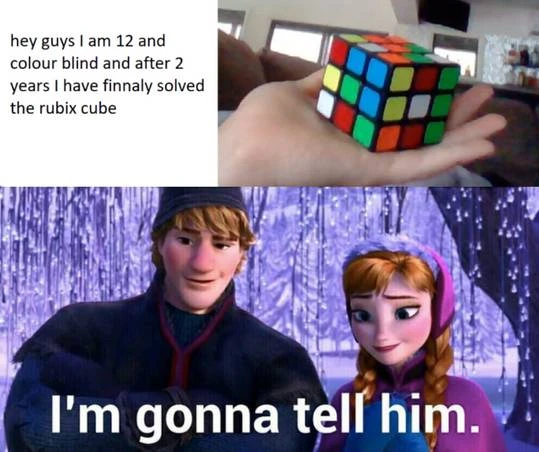 hey guys I am 12 and
colour blind and after 2
years I have finnaly solved
the rubix cube
I'm gonna tell him.